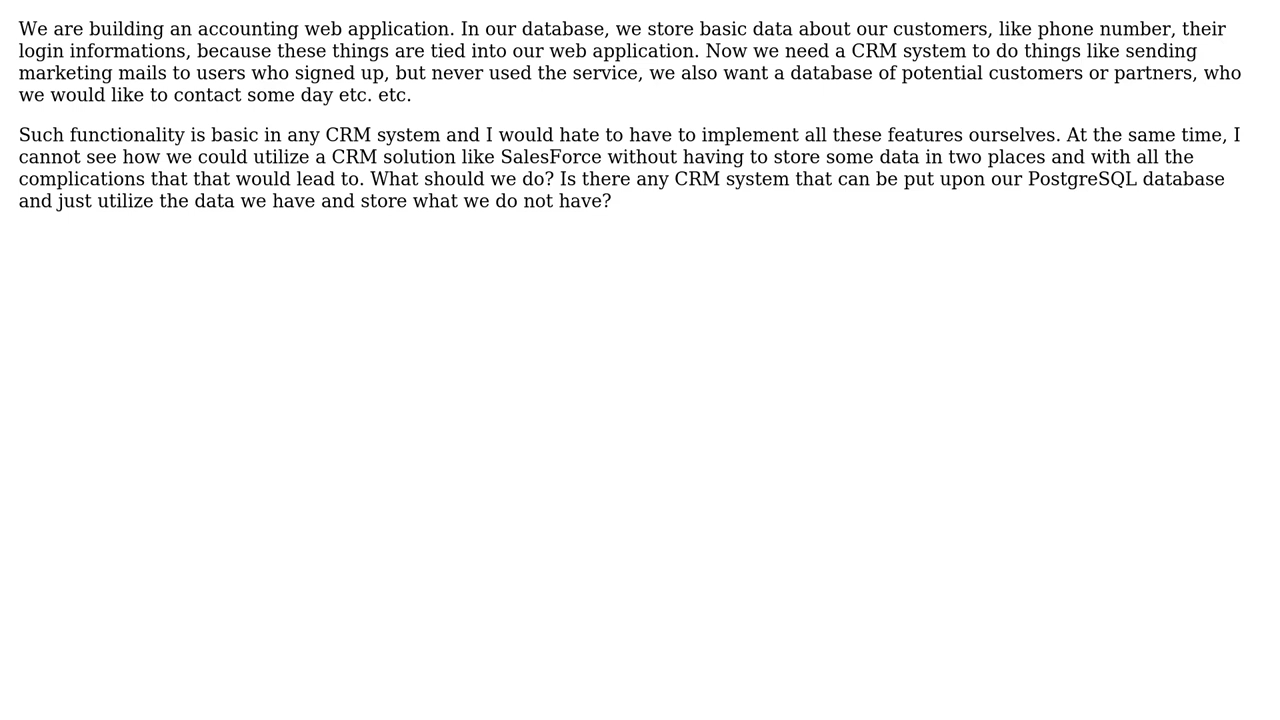 We are building an accounting web application. In our database, we store basic data about our customers, like phone number, their
login informations, because these things are tied into our web application. Now we need a CRM system to do things like sending
marketing mails to users who signed up, but never used the service, we also want a database of potential customers or partners, who
we would like to contact some day etc. etc.
Such functionality is basic in any CRM system and I would hate to have to implement all these features ourselves. At the same time, I
cannot see how we could utilize a CRM solution like SalesForce without having to store some data in two places and with all the
complications that that would lead to. What should we do? Is there any CRM system that can be put upon our PostgreSQL database
and just utilize the data we have and store what we do not have?